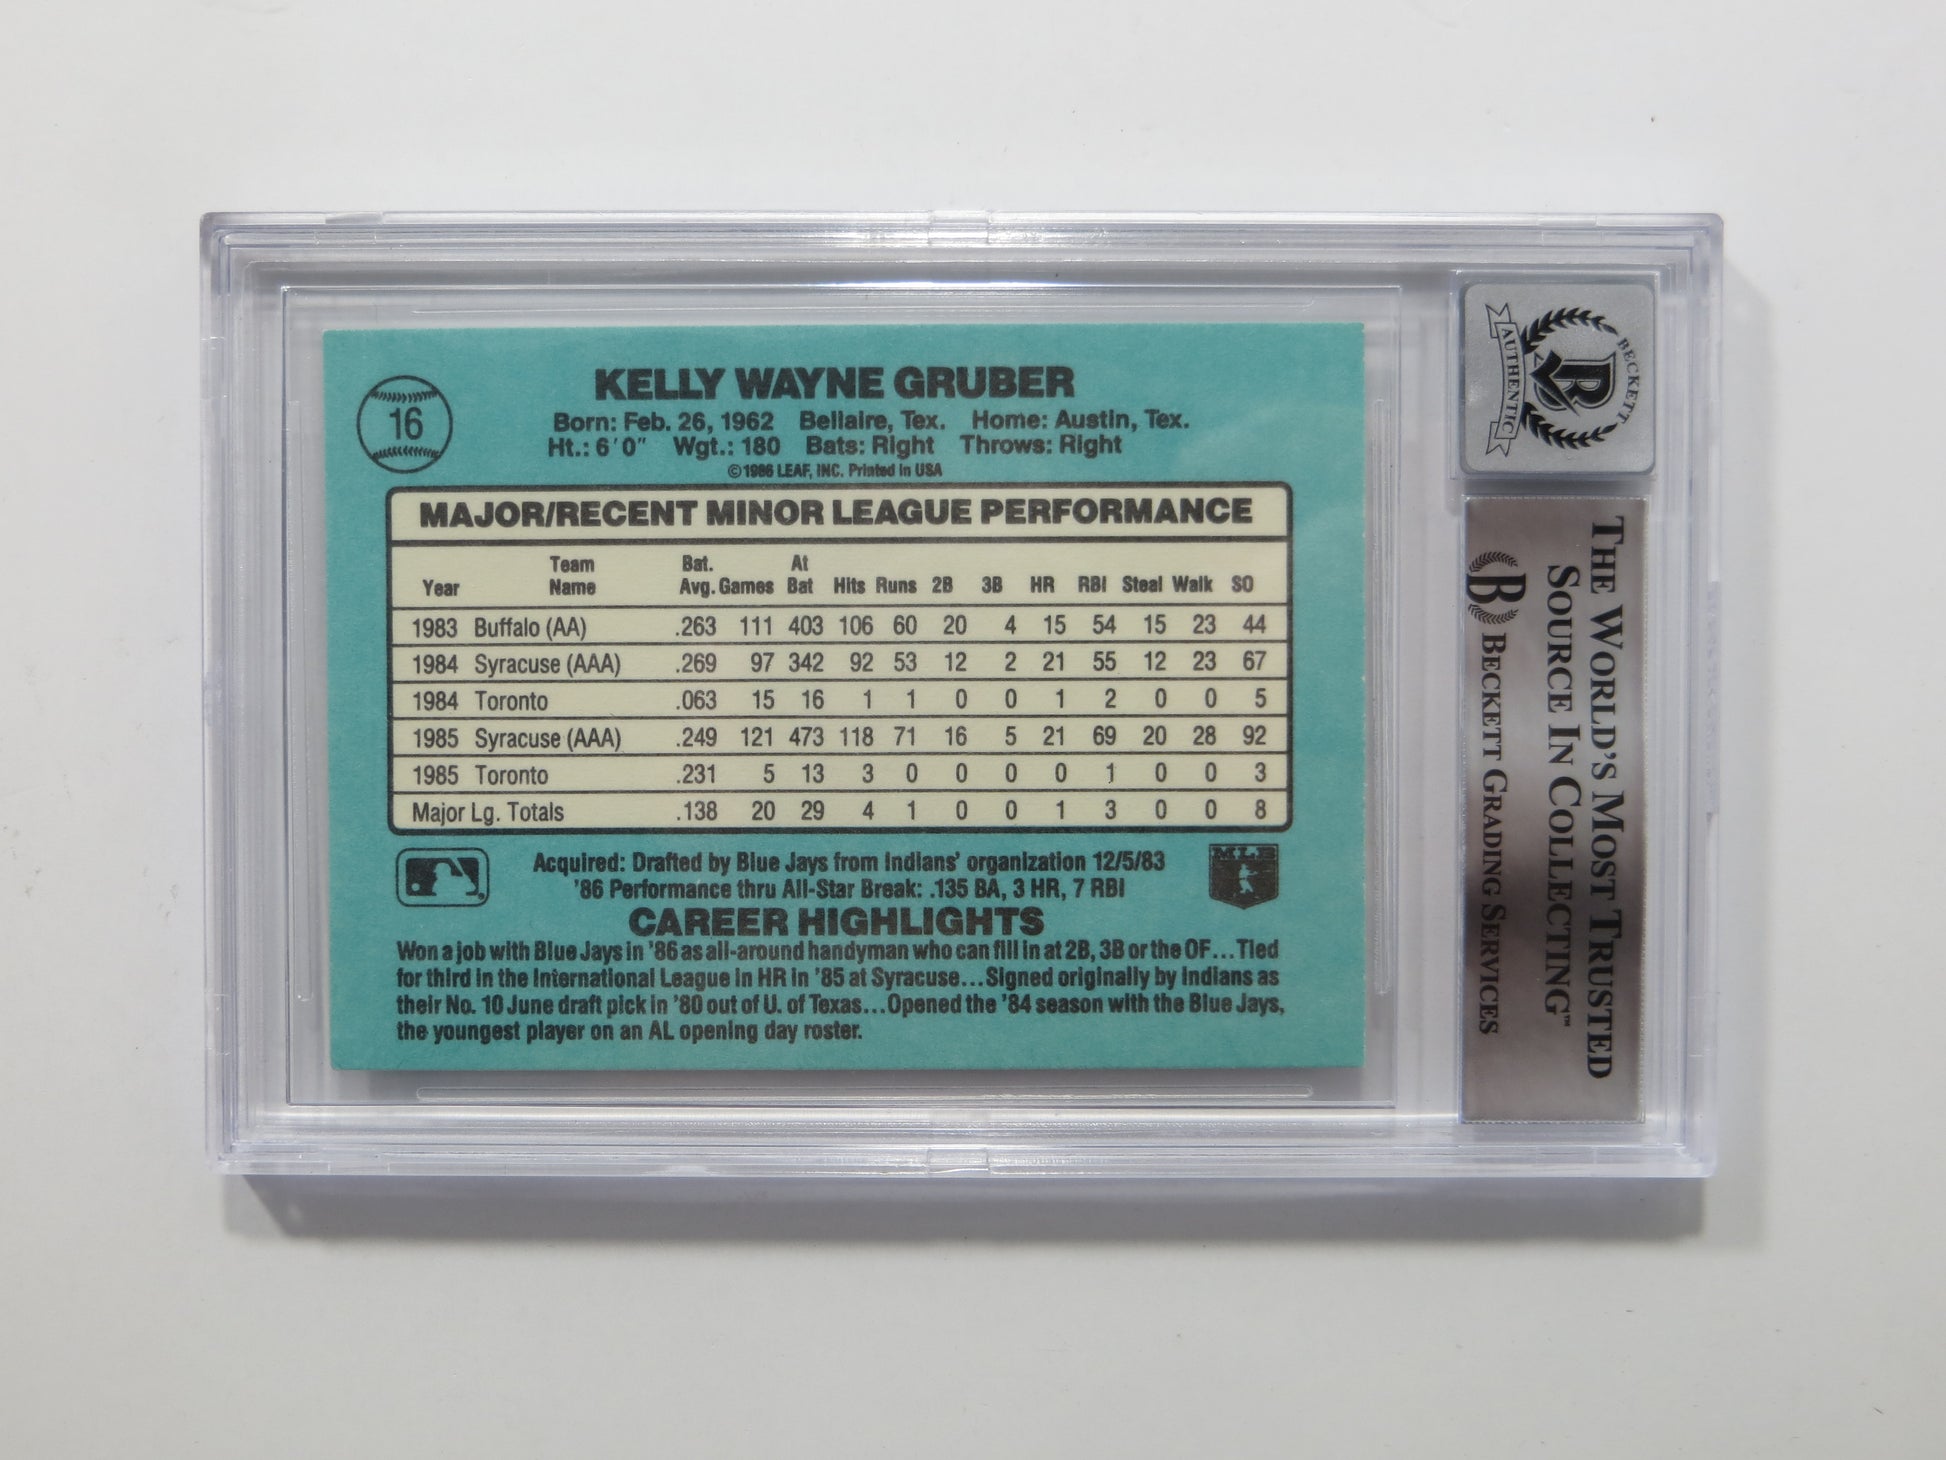 KELLY WAYNE GRUBER
16
Born: Feb. 26, 1962 Bellaire, Tex. Home: Austin, Tex.
Ht.: 6'0" Wgt.: 180 Bats: Right Throws: Right
©1986 LEAF, INC. Printed in USA
MAJOR/RECENT MINOR LEAGUE PERFORMANCE
Year Team Name Bat. Avg. Games At Bat Hits Runs 2B 3B HR RBI Steal Walk SO
1983 Buffalo (AA) .263 111 403 106 60 20 4 15 54 15 23 44
1984 Syracuse (AAA) .269 97 342 92 53 12 2 21 55 12 23 67
1984 Toronto .063 15 16 1 1 0 0 1 2 0 0 5
1985 Syracuse (AAA) .249 121 473 118 71 16 5 21 69 20 28 92
1985 Toronto .231 5 13 3 0 0 0 0 1 0 0 3
Major Lg. Totals .138 20 29 4 1 0 0 1 3 0 0 8
Acquired: Drafted by Blue Jays from Indians' organization 12/5/83
'86 Performance thru All-Star Break: .135 BA, 3 HR, 7 RBI
MLB
CAREER HIGHLIGHTS
Won a job with Blue Jays in '86 as all-around handyman who can fill in at 2B, 3B or the OF...Tied
for third in the International League in HR in '85 at Syracuse...Signed originally by Indians as
their No. 10 June draft pick in '80 out of U. of Texas...Opened the '84 season with the Blue Jays,
the youngest player on an AL opening day roster.
BECKETT
AUTHENTIC
THE WORLD'S MOST TRUSTED
SOURCE IN COLLECTING™
B BECKETT GRADING SERVICES